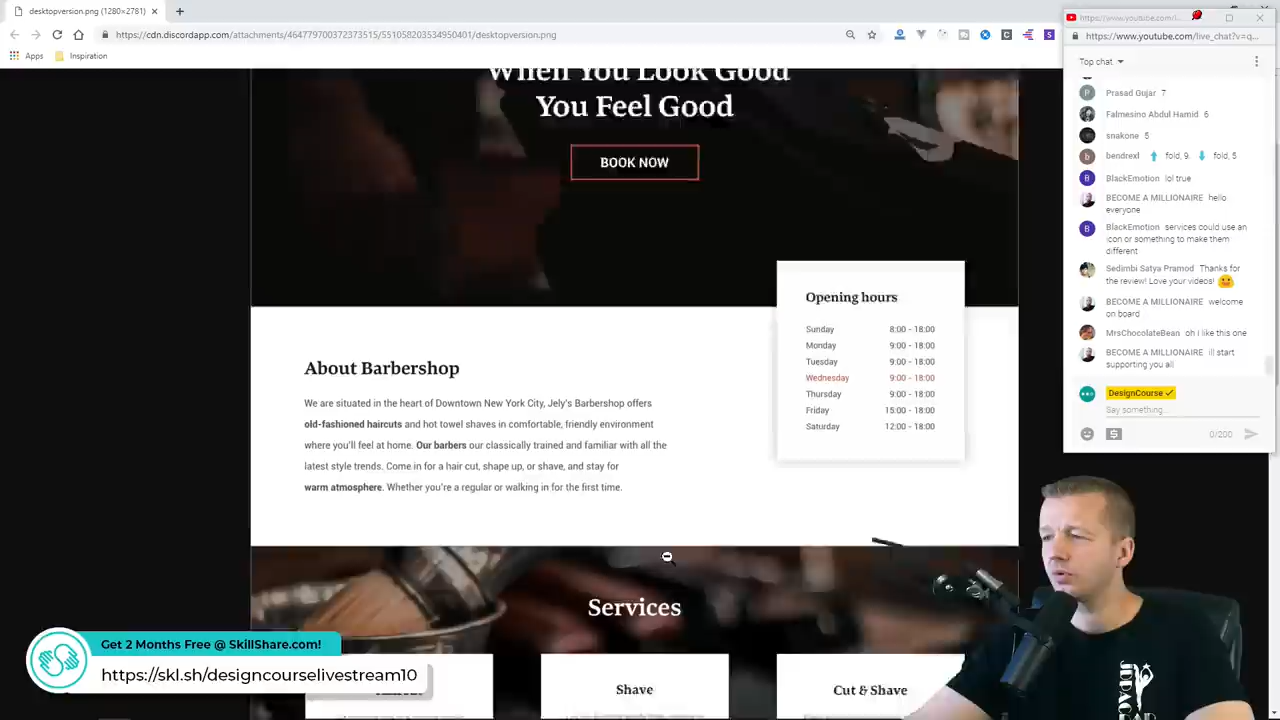 desktopversion.png (1280×2781)
https://cdn.discordapp.com/attachments/464779700372373515/551058203534950401/desktopversion.png
Apps
Inspiration
When You Look Good
You Feel Good
BOOK NOW
Opening hours
Sunday 8:00 - 18:00
Monday 9:00 - 18:00
Tuesday 9:00 - 18:00
Wednesday 9:00 - 18:00
Thursday 9:00 - 18:00
Friday 15:00 - 18:00
Saturday 12:00 - 18:00
About Barbershop
We are situated in the heart of Downtown New York City, Jely's Barbershop offers
old-fashioned haircuts and hot towel shaves in comfortable, friendly environment
where you'll feel at home. Our barbers our classically trained and familiar with all the
latest style trends. Come in for a hair cut, shape up, or shave, and stay for
warm atmosphere. Whether you're a regular or walking in for the first time.
Services
Shave
Cut & Shave
Get 2 Months Free @ SkillShare.com!
https://skl.sh/designcourselivestream10
https://www.youtube.com/l...
https://www.youtube.com/live_chat?v=q...
Top chat
Prasad Gujar 7
Falmesino Abdul Hamid 6
snakone 5
bendrexl fold, 9. fold, 5
BlackEmotion lol true
BECOME A MILLIONAIRE hello
everyone
BlackEmotion services could use an
icon or something to make them
different
Sedimbi Satya Pramod Thanks for
the review! Love your videos!
BECOME A MILLIONAIRE welcome
on board
MrsChocolateBean oh i like this one
BECOME A MILLIONAIRE ill start
supporting you all
DesignCourse
Say something...
0/200